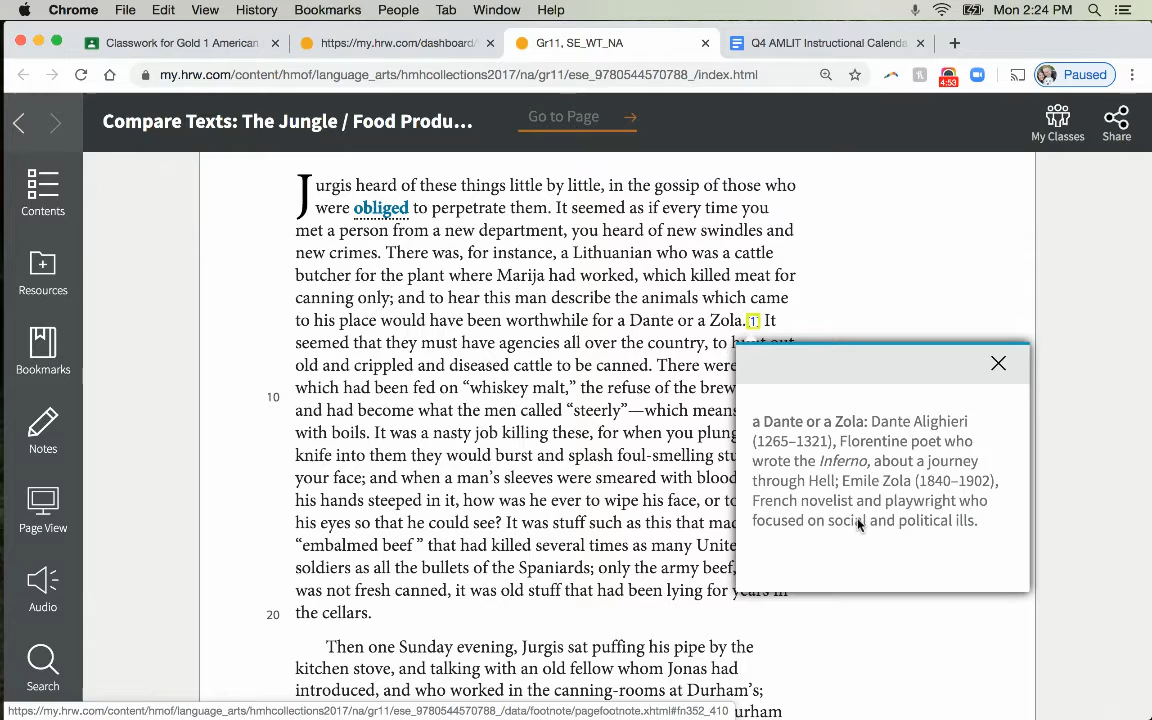 Chrome File Edit View History Bookmarks People Tab Window Help
Mon 2:24 PM
Classwork for Gold 1 American
https://my.hrw.com/dashboard/
Gr11, SE_WT_NA
Q4 AMLIT Instructional Calenda
my.hrw.com/content/hmof/language_arts/hmhcollections2017/na/gr11/ese_9780544570788_/index.html
4:53
Paused
Compare Texts: The Jungle / Food Produ...
Go to Page
My Classes
Share
Contents
Resources
Bookmarks
Notes
Page View
Audio
Search
Jurgis heard of these things little by little, in the gossip of those who
were obliged to perpetrate them. It seemed as if every time you
met a person from a new department, you heard of new swindles and
new crimes. There was, for instance, a Lithuanian who was a cattle
butcher for the plant where Marija had worked, which killed meat for
canning only; and to hear this man describe the animals which came
to his place would have been worthwhile for a Dante or a Zola.1 It
seemed that they must have agencies all over the country, to hunt out
old and crippled and diseased cattle to be canned. There were
10 which had been fed on “whiskey malt,” the refuse of the brew
and had become what the men called “steerly”—which means
with boils. It was a nasty job killing these, for when you plung
knife into them they would burst and splash foul-smelling stu
your face; and when a man’s sleeves were smeared with blood
his hands steeped in it, how was he ever to wipe his face, or to
his eyes so that he could see? It was stuff such as this that mad
“embalmed beef” that had killed several times as many Unite
soldiers as all the bullets of the Spaniards; only the army beef,
was not fresh canned, it was old stuff that had been lying for years in
20 the cellars.
Then one Sunday evening, Jurgis sat puffing his pipe by the
kitchen stove, and talking with an old fellow whom Jonas had
introduced, and who worked in the canning-rooms at Durham’s;
urham
a Dante or a Zola: Dante Alighieri
(1265–1321), Florentine poet who
wrote the Inferno, about a journey
through Hell; Emile Zola (1840–1902),
French novelist and playwright who
focused on social and political ills.
https://my.hrw.com/content/hmof/language_arts/hmhcollections2017/na/gr11/ese_9780544570788_/data/footnote/pagefootnote.xhtml#fn352_410